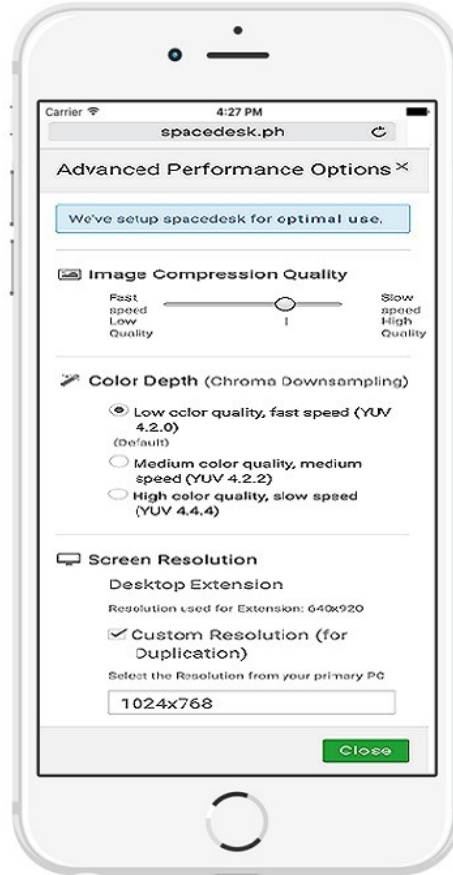 Carrier
4:27 PM
spacedesk.ph
Advanced Performance Options ×
We've setup spacedesk for optimal use.
Image Compression Quality
Fast speed Low Quality
Slow speed High Quality
Color Depth (Chroma Downsampling)
Low color quality, fast speed (YUV
4.2.0)
(Default)
Medium color quality, medium
speed (YUV 4.2.2)
High color quality, slow speed
(YUV 4.4.4)
Screen Resolution
Desktop Extension
Resolution used for Extension: 640x920
Custom Resolution (for
Duplication)
Select the Resolution from your primary PC
1024x768
Close